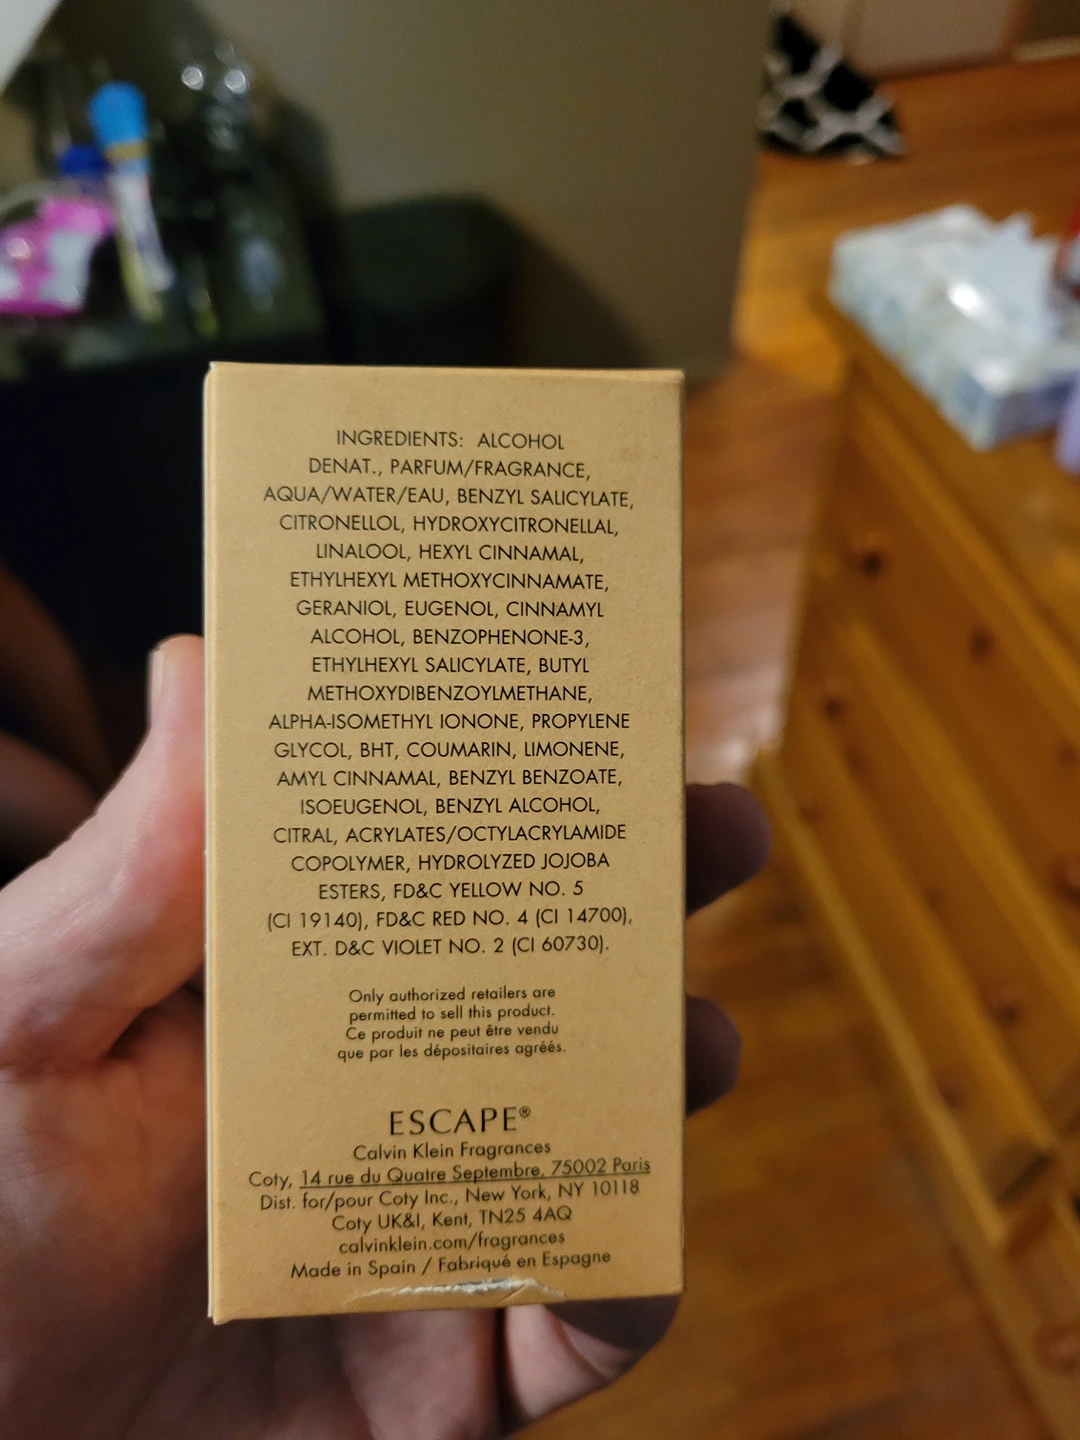 INGREDIENTS: ALCOHOL
DENAT., PARFUM/FRAGRANCE,
AQUA/WATER/EAU, BENZYL SALICYLATE,
CITRONELLOL, HYDROXYCITRONELLAL,
LINALOOL, HEXYL CINNAMAL,
ETHYLHEXYL METHOXYCINNAMATE,
GERANIOL, EUGENOL, CINNAMYL
ALCOHOL, BENZOPHENONE-3,
ETHYLHEXYL SALICYLATE, BUTYL
METHOXYDIBENZOYLMETHANE,
ALPHA-ISOMETHYL IONONE, PROPYLENE
GLYCOL, BHT, COUMARIN, LIMONENE,
AMYL CINNAMAL, BENZYL BENZOATE,
ISOEUGENOL, BENZYL ALCOHOL,
CITRAL, ACRYLATES/OCTYLACRYLAMIDE
COPOLYMER, HYDROLYZED JOJOBA
ESTERS, FD&C YELLOW NO. 5
(CI 19140), FD&C RED NO. 4 (CI 14700),
EXT. D&C VIOLET NO. 2 (CI 60730).
Only authorized retailers are
permitted to sell this product.
Ce produit ne peut être vendu
que par les dépositaires agréés.
ESCAPE®
Calvin Klein Fragrances
Coty, 14 rue du Quatre Septembre, 75002 Paris
Dist. for/pour Coty Inc., New York, NY 10118
Coty UK&I, Kent, TN25 4AQ
calvinklein.com/fragrances
Made in Spain / Fabriqué en Espagne